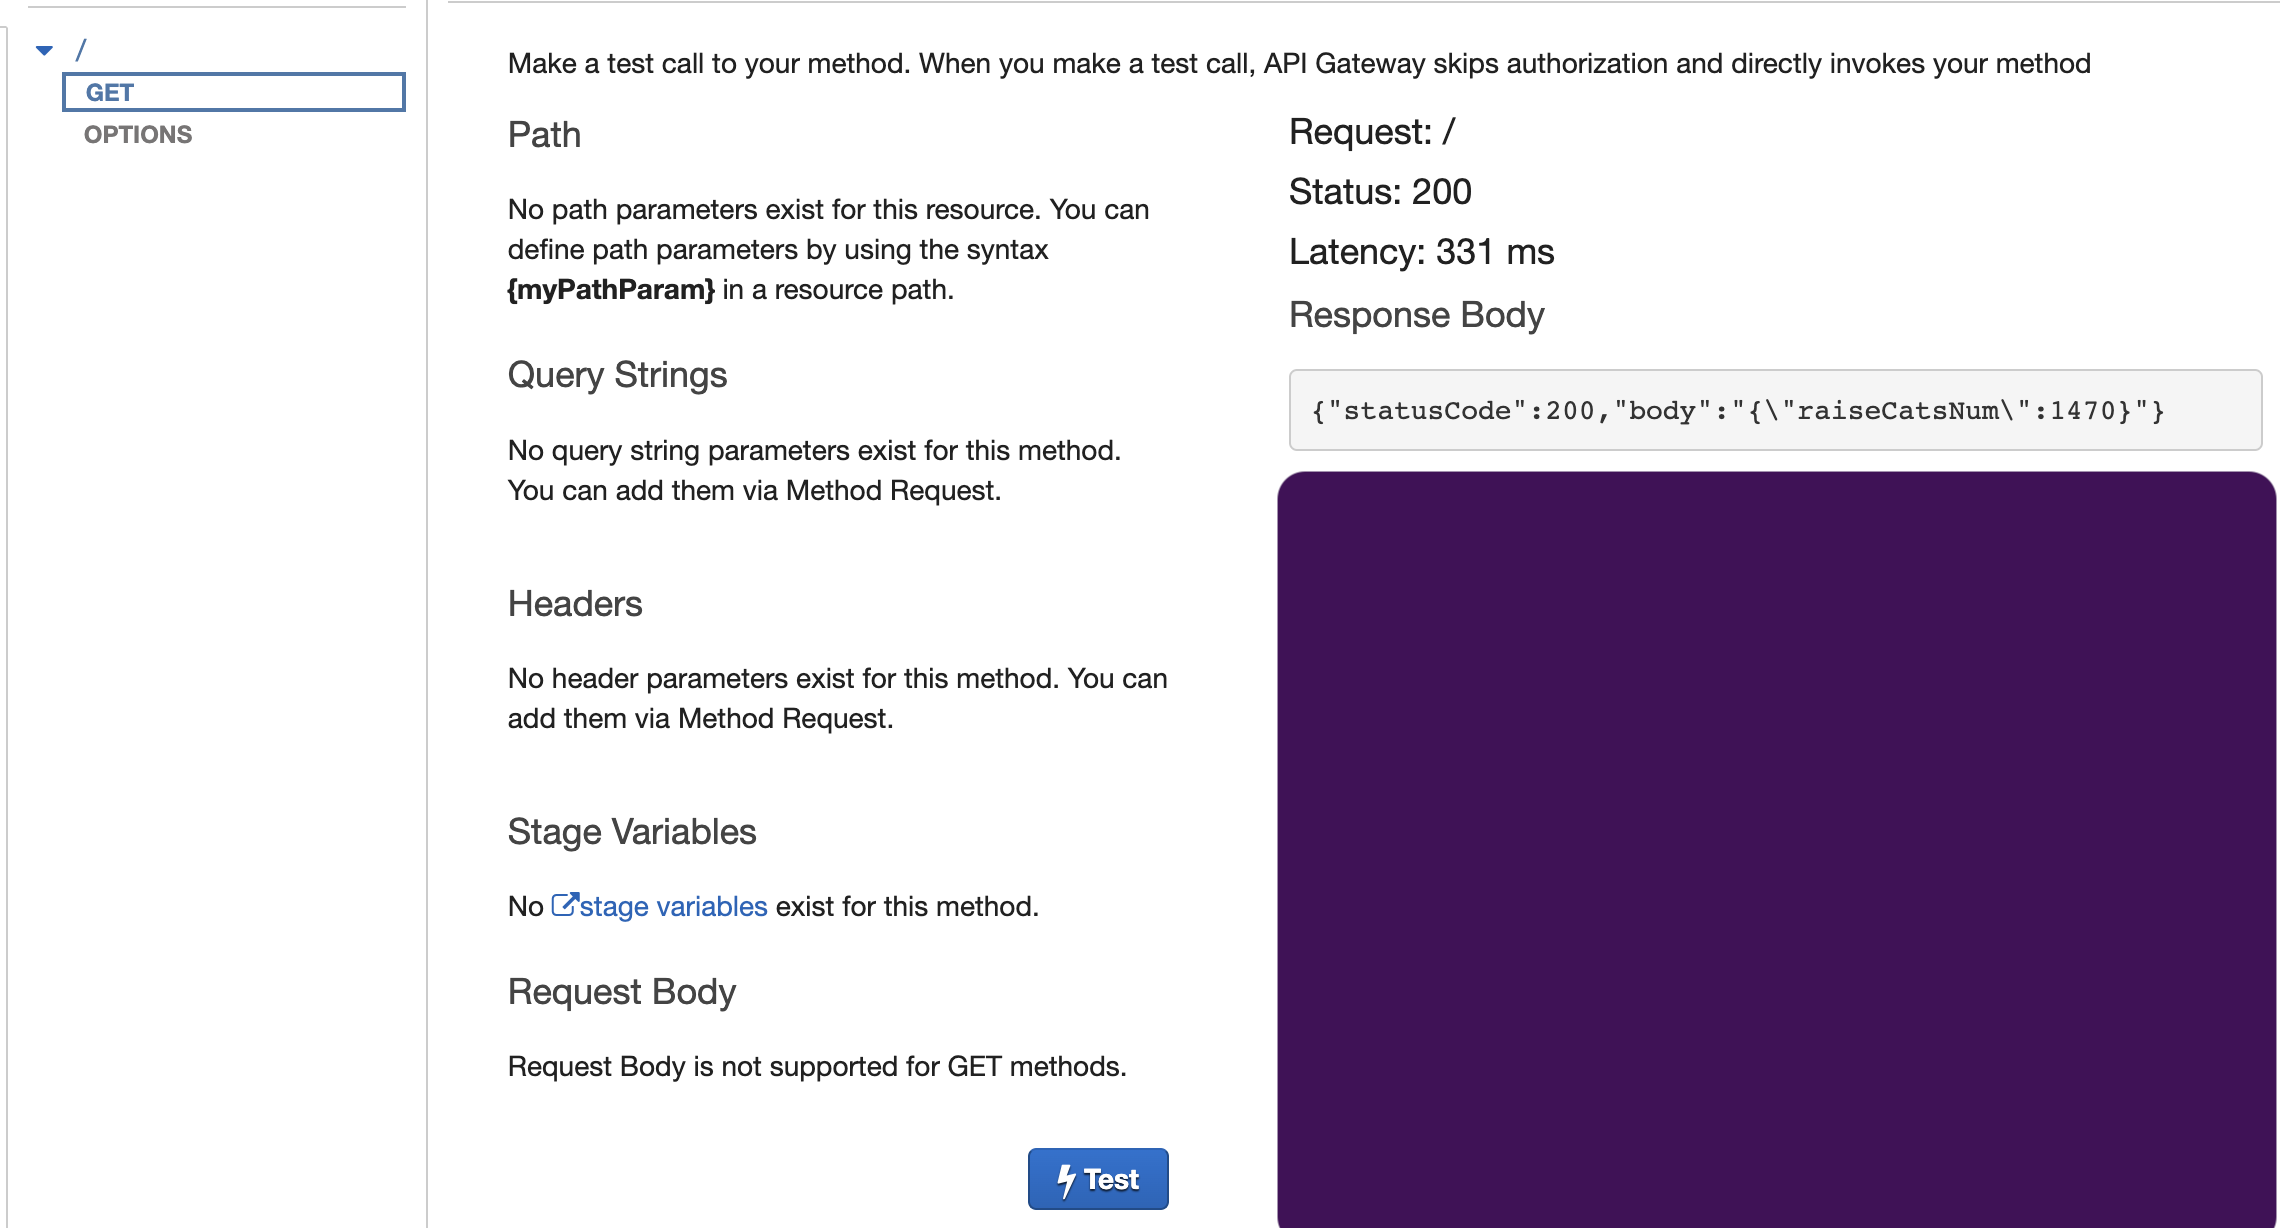 /
GET
OPTIONS
Make a test call to your method. When you make a test call, API Gateway skips authorization and directly invokes your method
Path
No path parameters exist for this resource. You can
define path parameters by using the syntax
{myPathParam} in a resource path.
Query Strings
No query string parameters exist for this method.
You can add them via Method Request.
Headers
No header parameters exist for this method. You can
add them via Method Request.
Stage Variables
No stage variables exist for this method.
Request Body
Request Body is not supported for GET methods.
Test
Request: /
Status: 200
Latency: 331 ms
Response Body
{"statusCode":200,"body":"{\"raiseCatsNum\":1470}"}